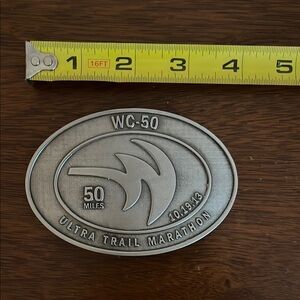 1 16FT 2 3 4 5
WC-50
50
MILES
10.19.13
ULTRA TRAIL MARATHON